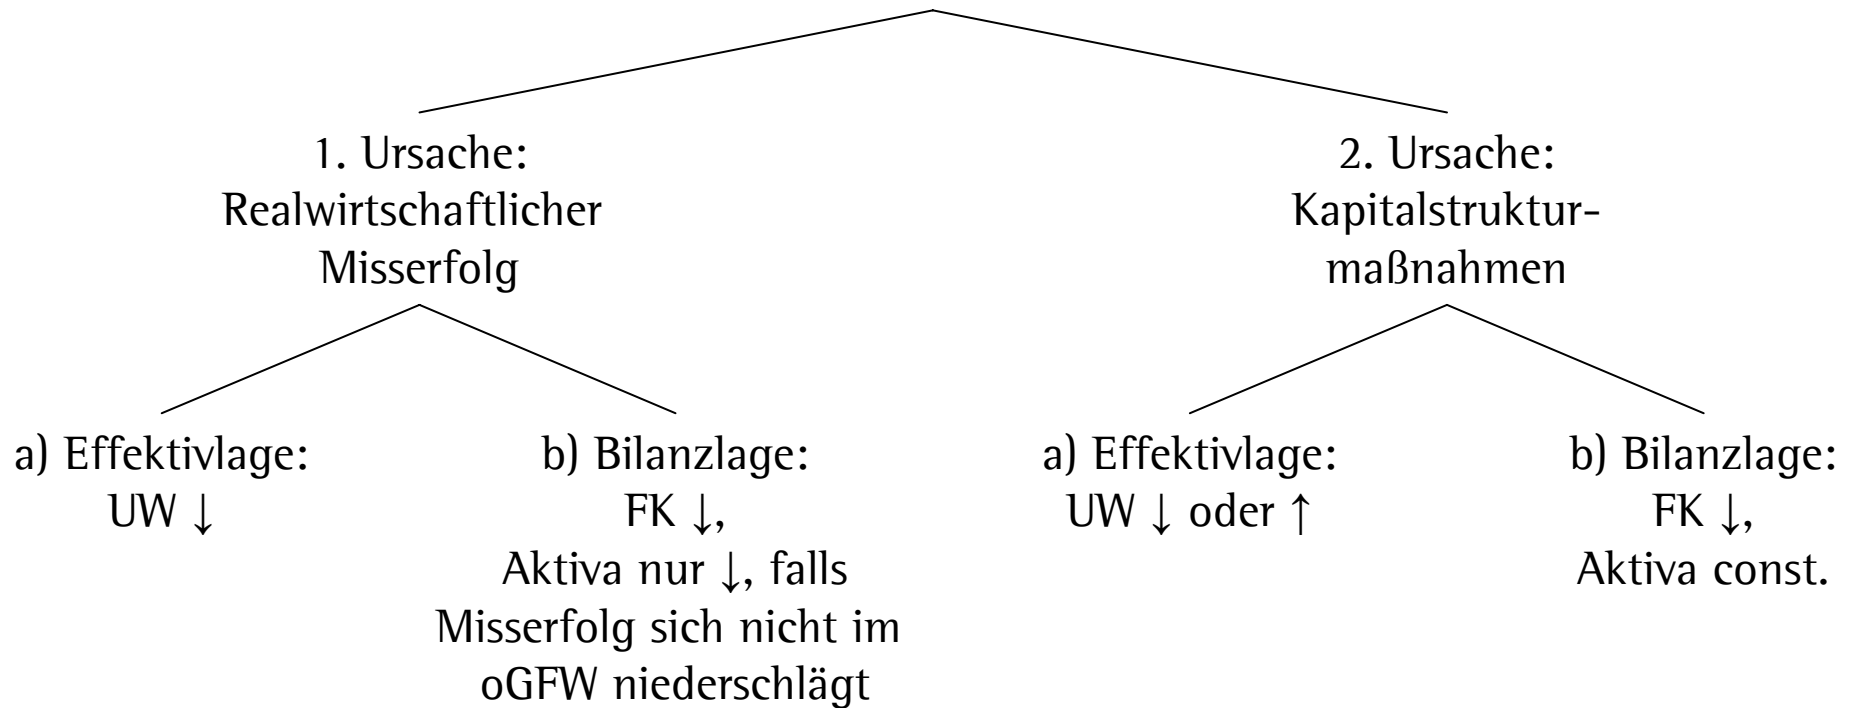 1. Ursache:
Realwirtschaftlicher
Misserfolg
2. Ursache:
Kapitalstruktur-
maßnahmen
a) Effektivlage:
UW ↓
b) Bilanzlage:
FK ↓,
Aktiva nur ↓, falls
Misserfolg sich nicht im
oGFW niederschlägt
a) Effektivlage:
UW ↓ oder ↑
b) Bilanzlage:
FK ↓,
Aktiva const.